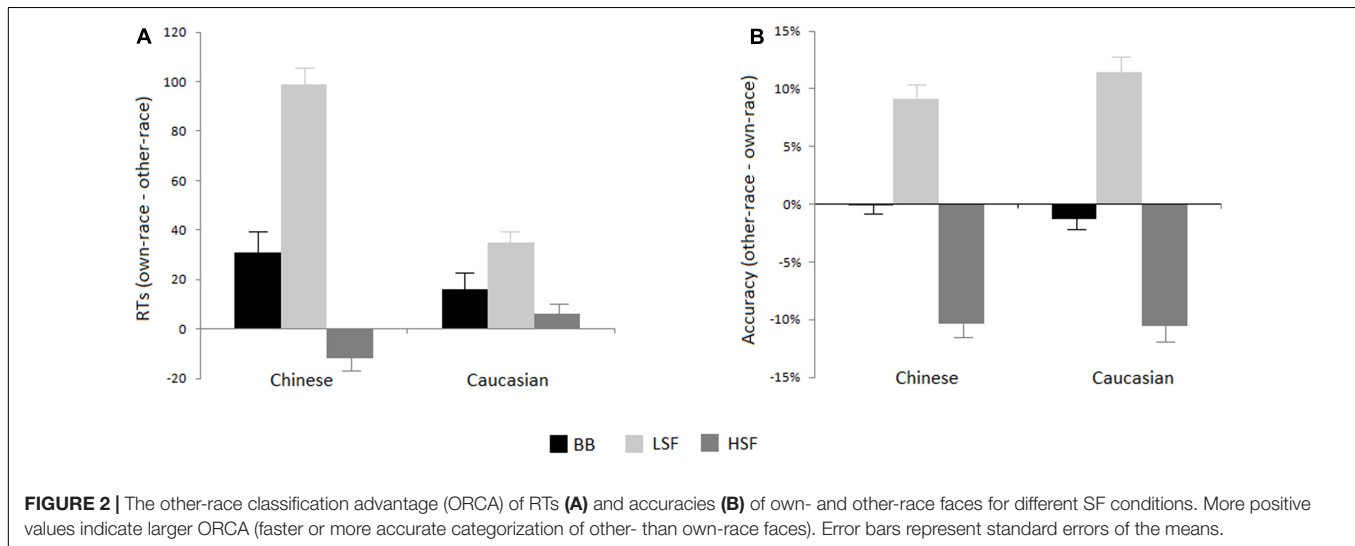 A
RTs (own-race - other-race)
120
100
80
60
40
20
0
-20
Chinese
Caucasian
B
Accuracy (other-race - own-race)
15%
10%
5%
0%
-5%
-10%
-15%
Chinese
Caucasian
BB
LSF
HSF
FIGURE 2 | The other-race classification advantage (ORCA) of RTs (A) and accuracies (B) of own- and other-race faces for different SF conditions. More positive
values indicate larger ORCA (faster or more accurate categorization of other- than own-race faces). Error bars represent standard errors of the means.